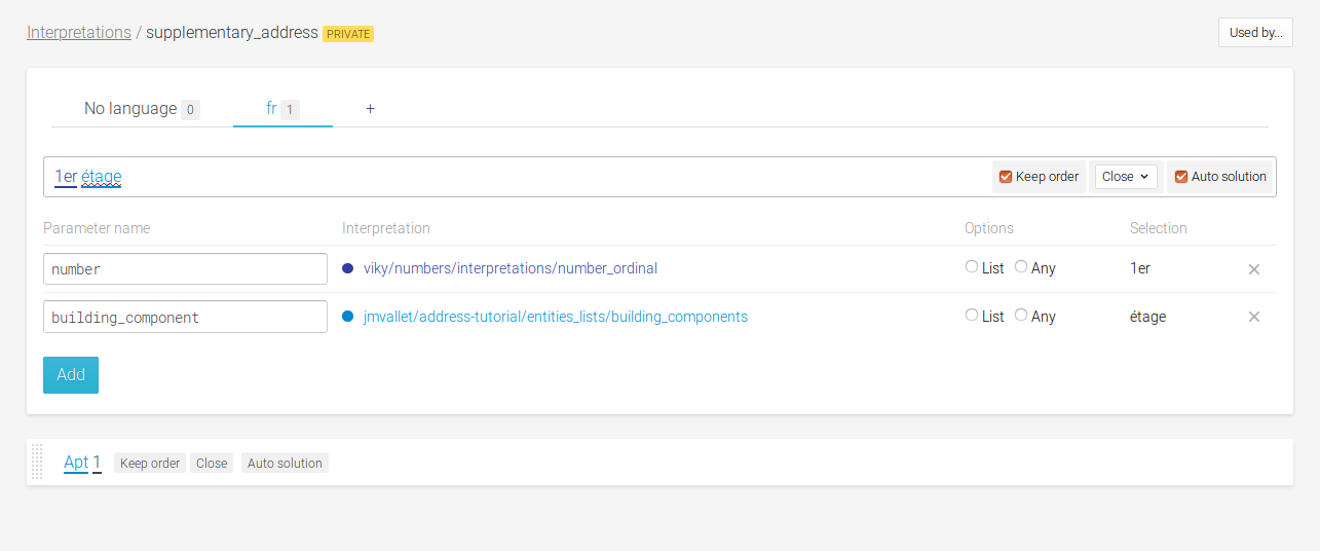 Interpretations / supplementary_address PRIVATE Used by...
No language 0 fr 1 +
1er étage Keep order Close Auto solution
Parameter name Interpretation Options Selection
number viky/numbers/interpretations/number_ordinal List Any 1er ×
building_component jmvallet/address-tutorial/entities_lists/building_components List Any étage ×
Add
Apt 1 Keep order Close Auto solution